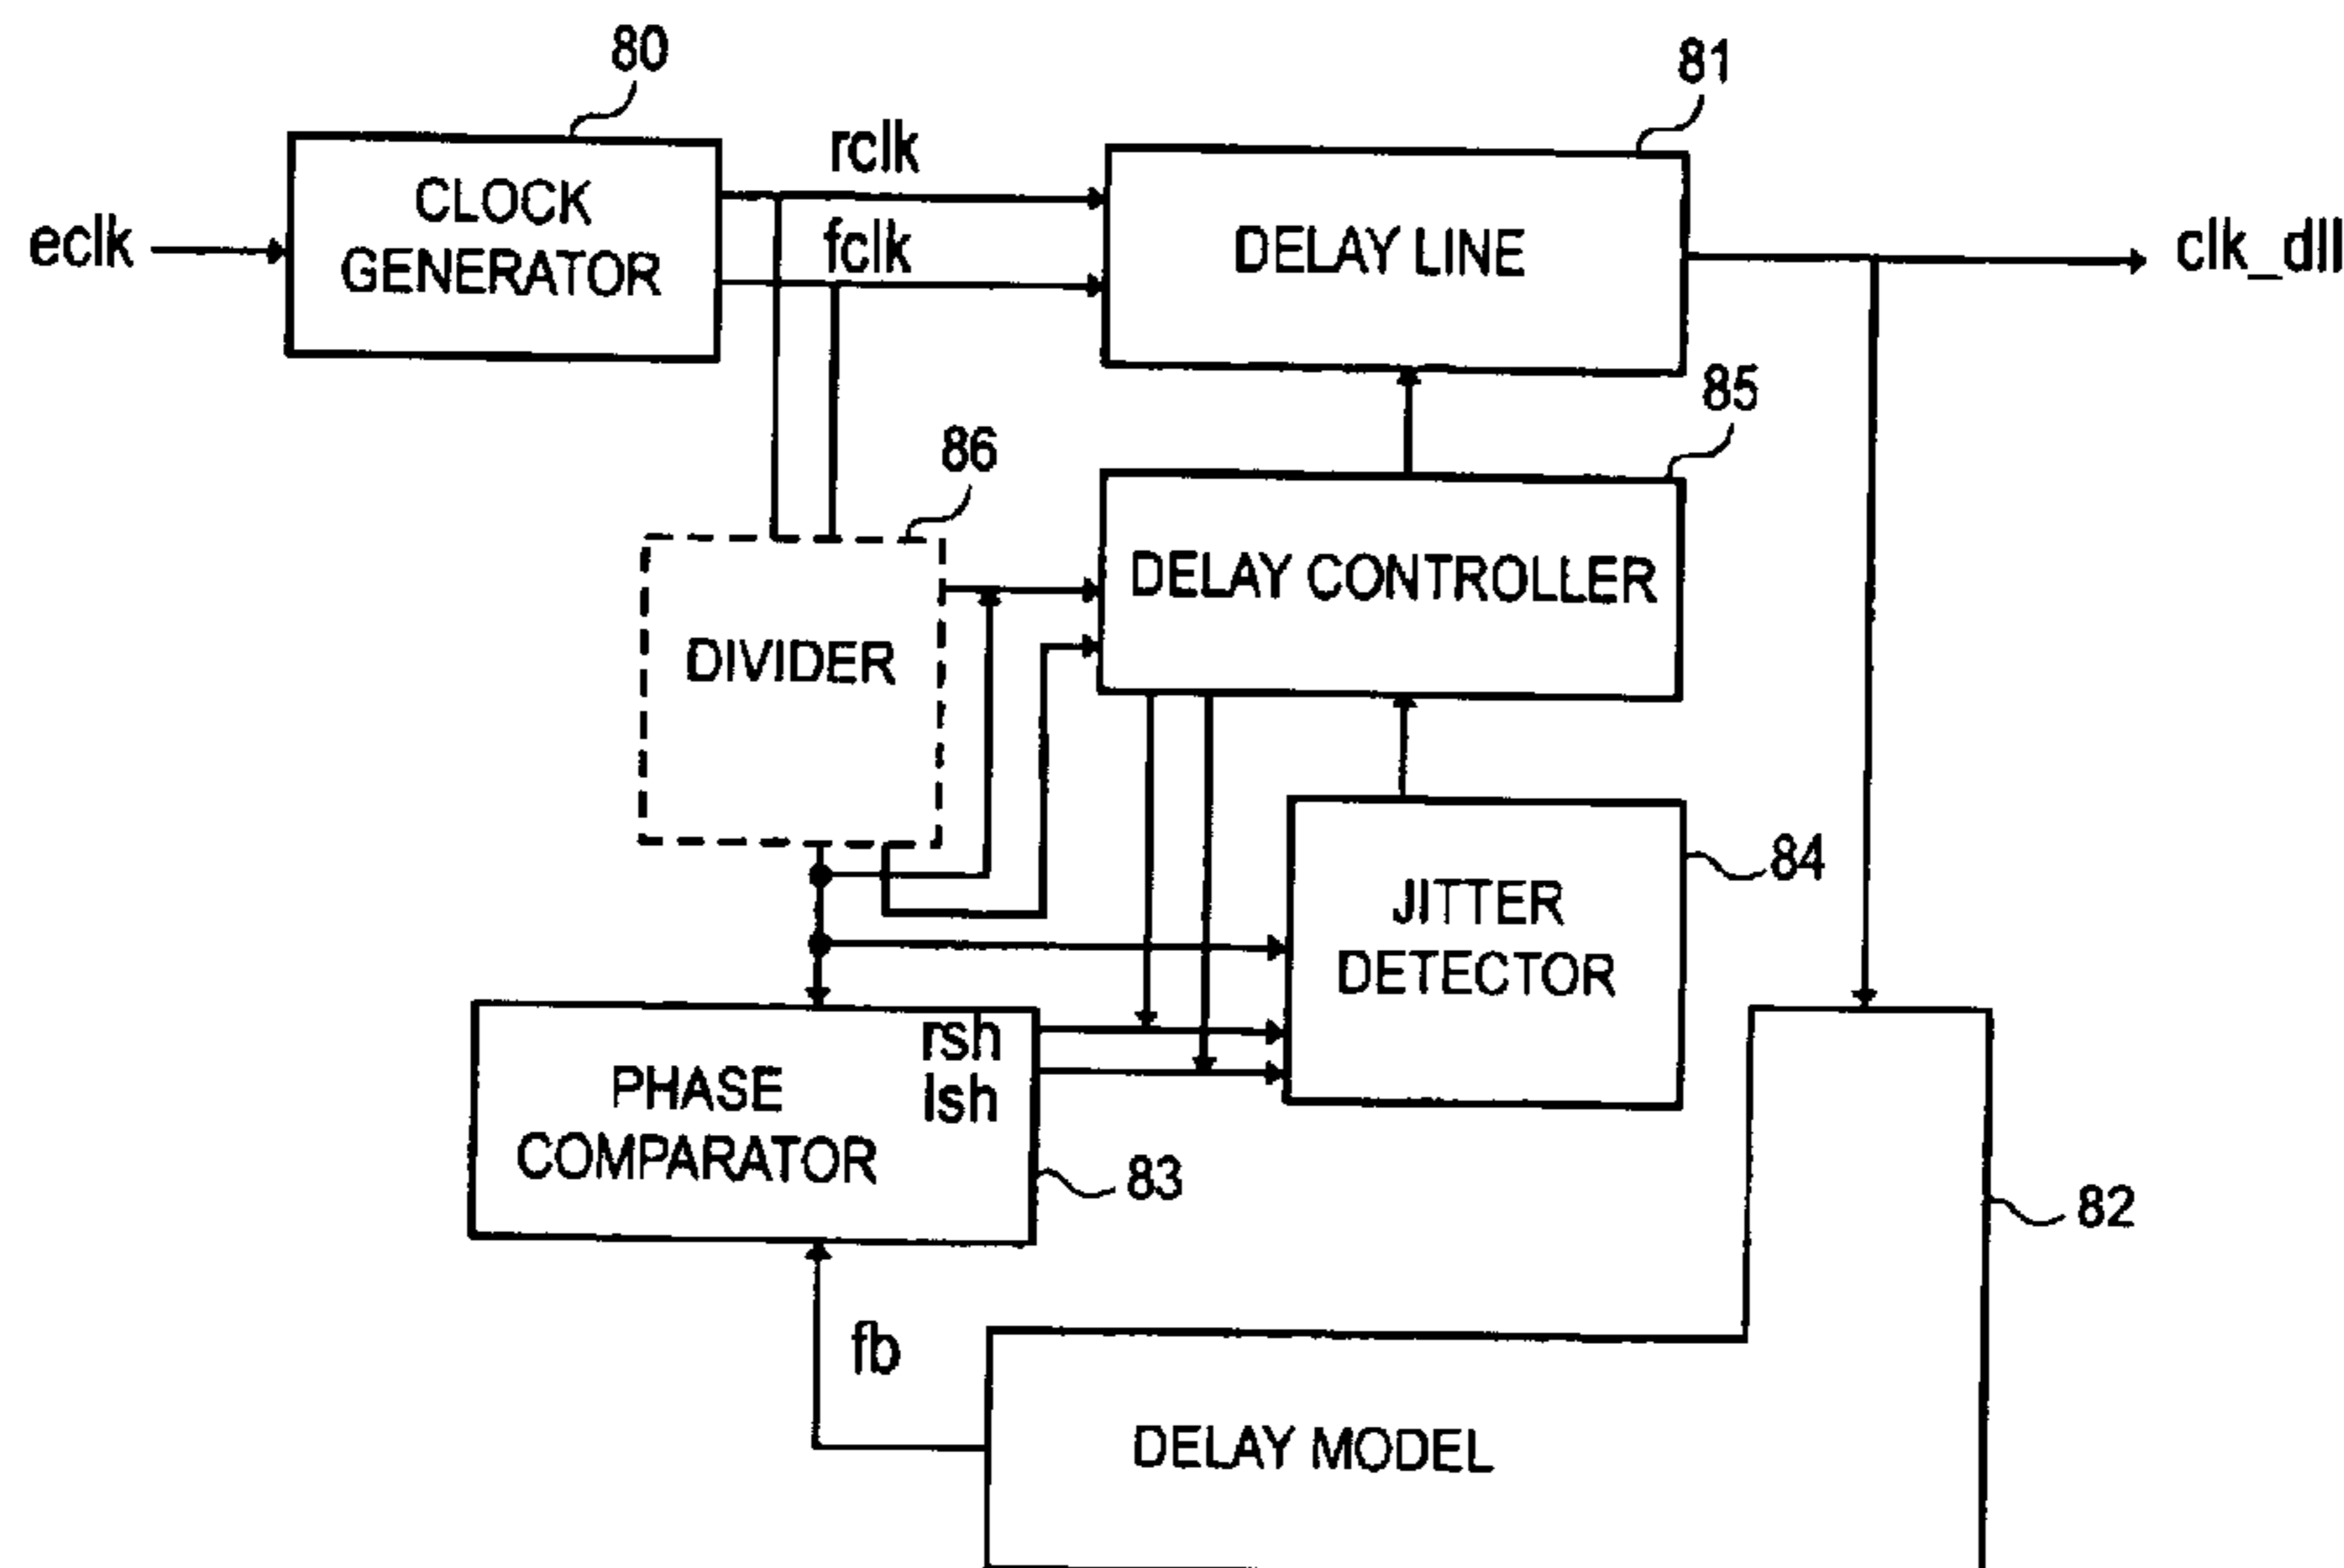 80
81
rclk
CLOCK
GENERATOR
eclk
fclk
DELAY LINE
clk_dll
85
86
DELAY CONTROLLER
DIVIDER
84
JITTER
DETECTOR
rsh
lsh
PHASE
COMPARATOR
83
82
fb
DELAY MODEL